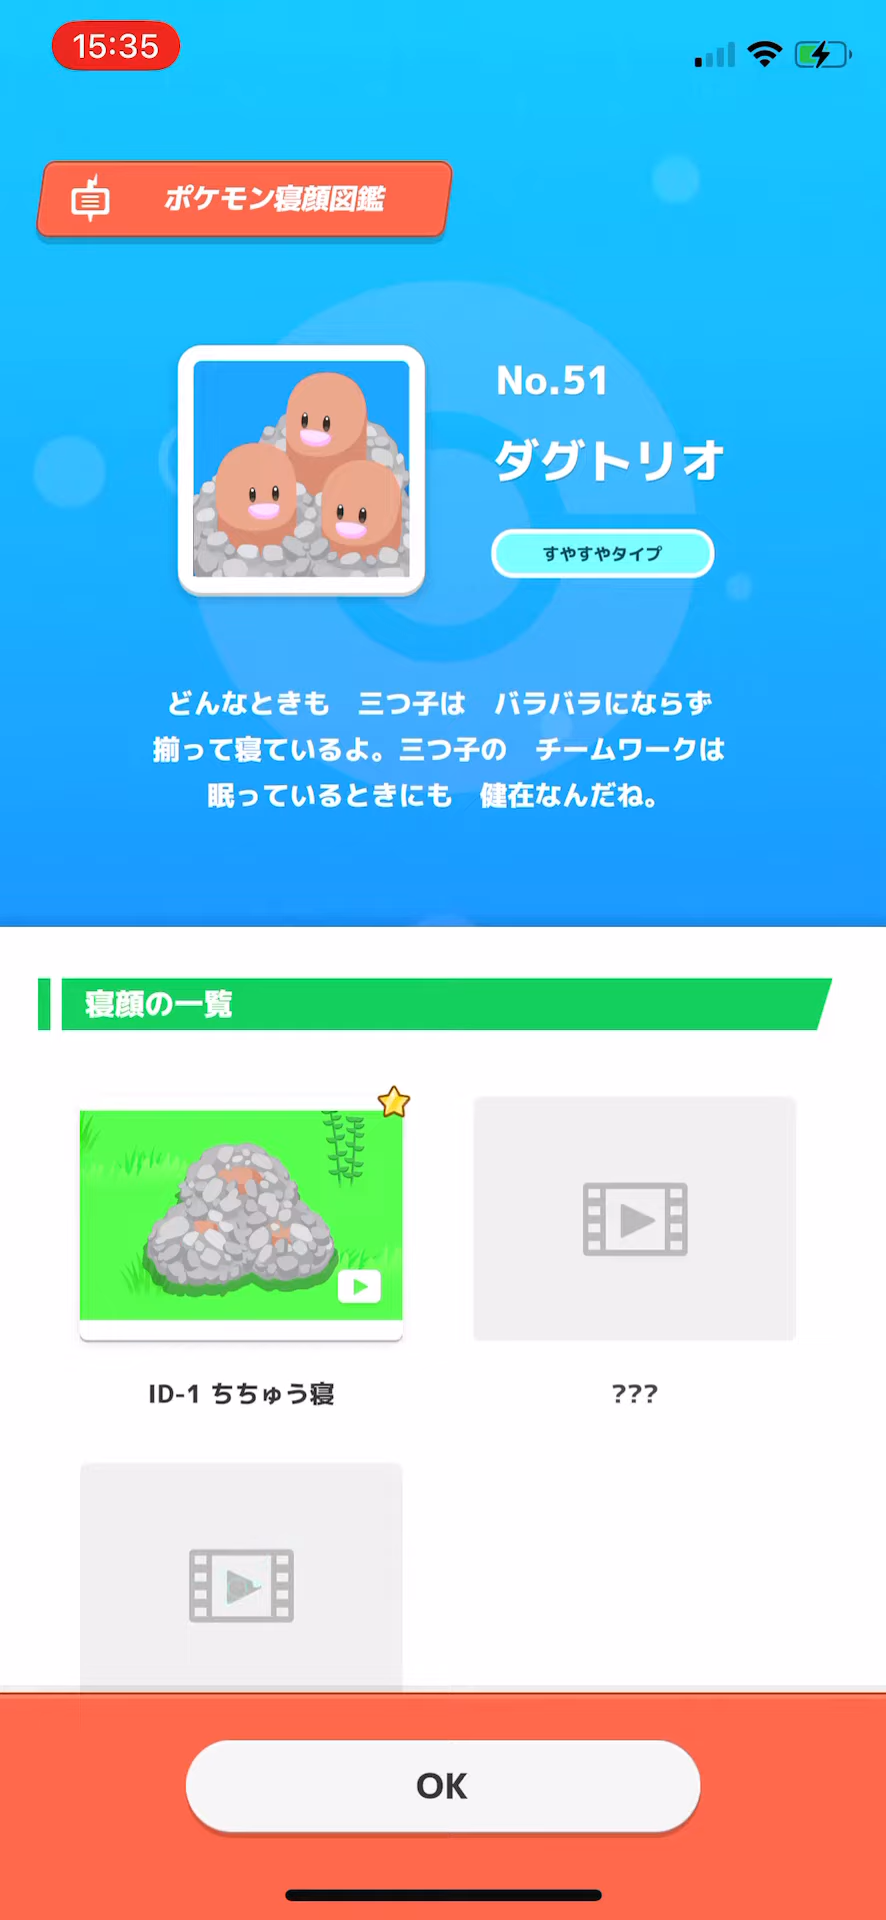 15:35
ポケモン寝顔図鑑
No.51
ダグトリオ
すやすやタイプ
どんなときも　三つ子は　バラバラにならず
揃って寝ているよ。三つ子の　チームワークは
眠っているときにも　健在なんだね。
寝顔の一覧
ID-1 ちちゅう寝
???
OK